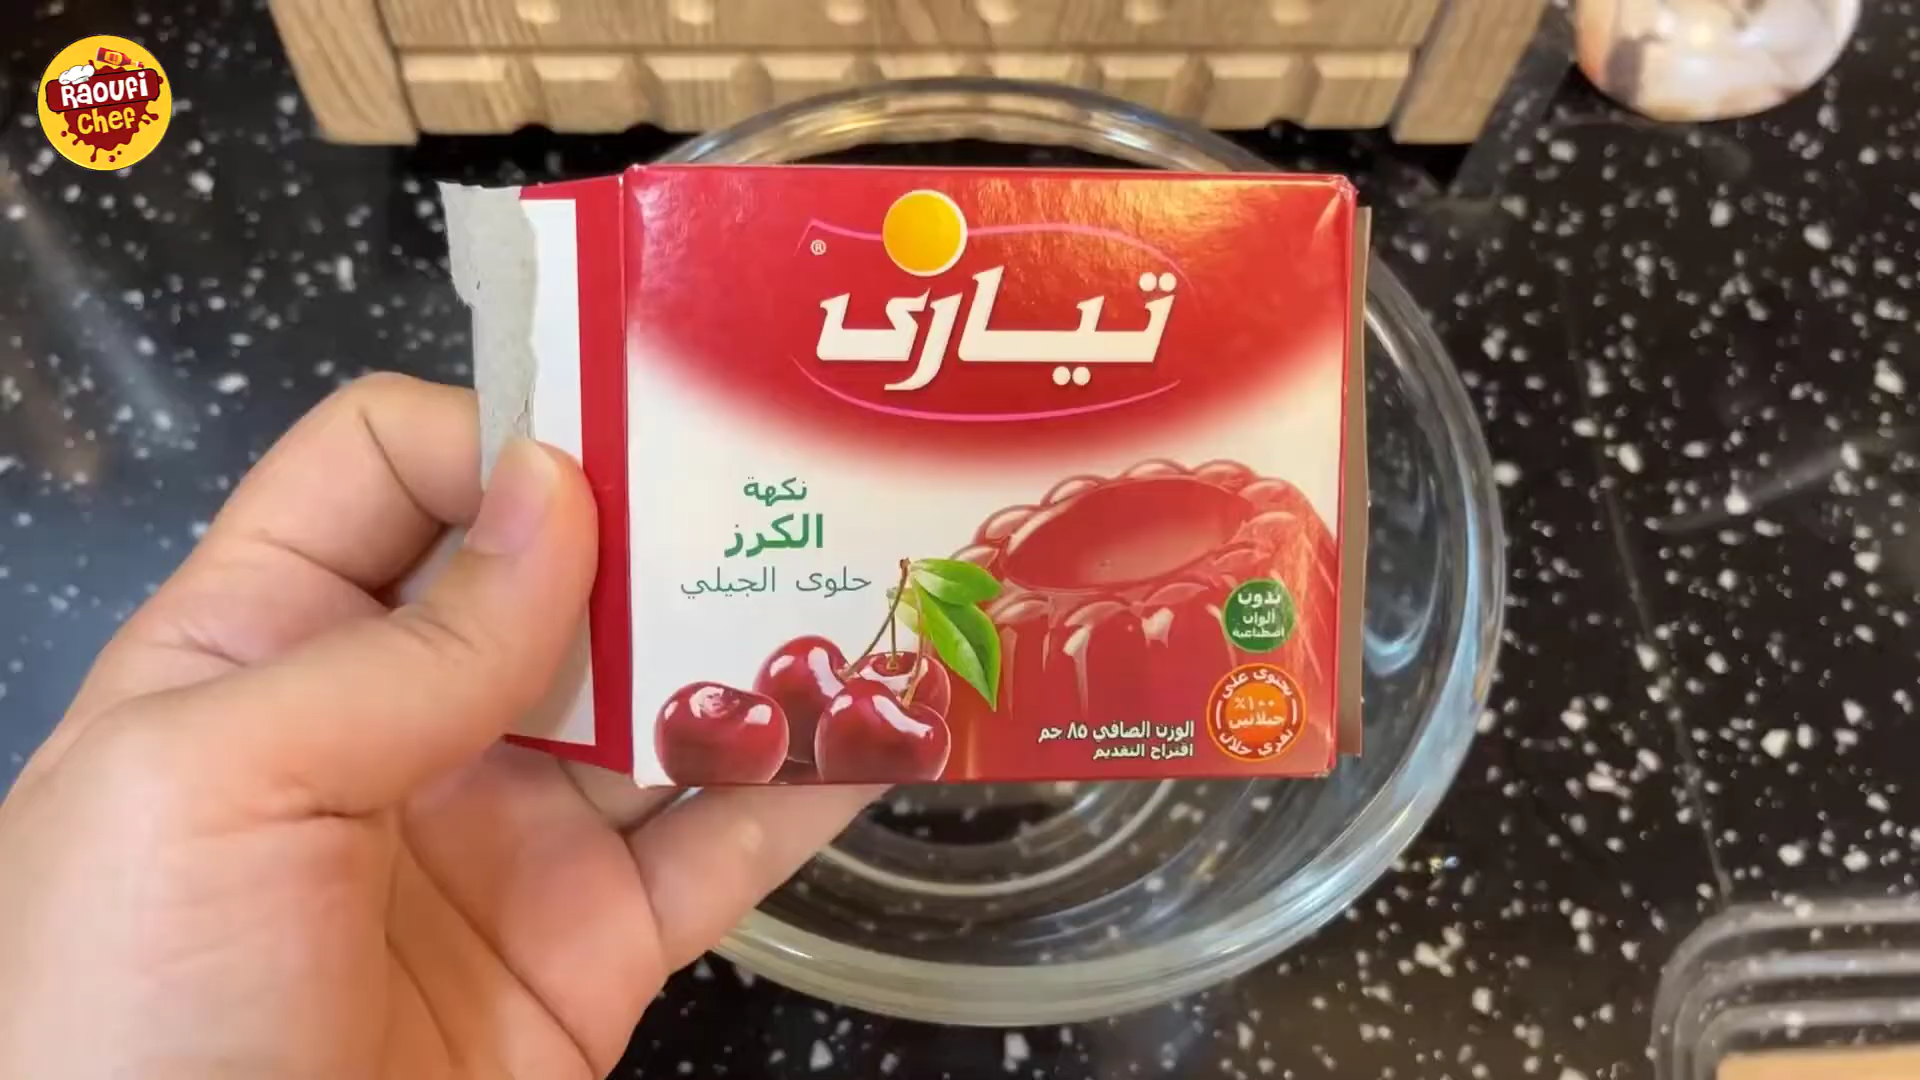 Raoufi
Chef
®
تيارى
نكهة
الكرز
حلوى الجيلي
بدون
ألوان
اصطناعية
يحتوي على
١٠٠٪
جيلاتين
بقري حلال
الوزن الصافي ٨٥ جم
اقتراح التقديم